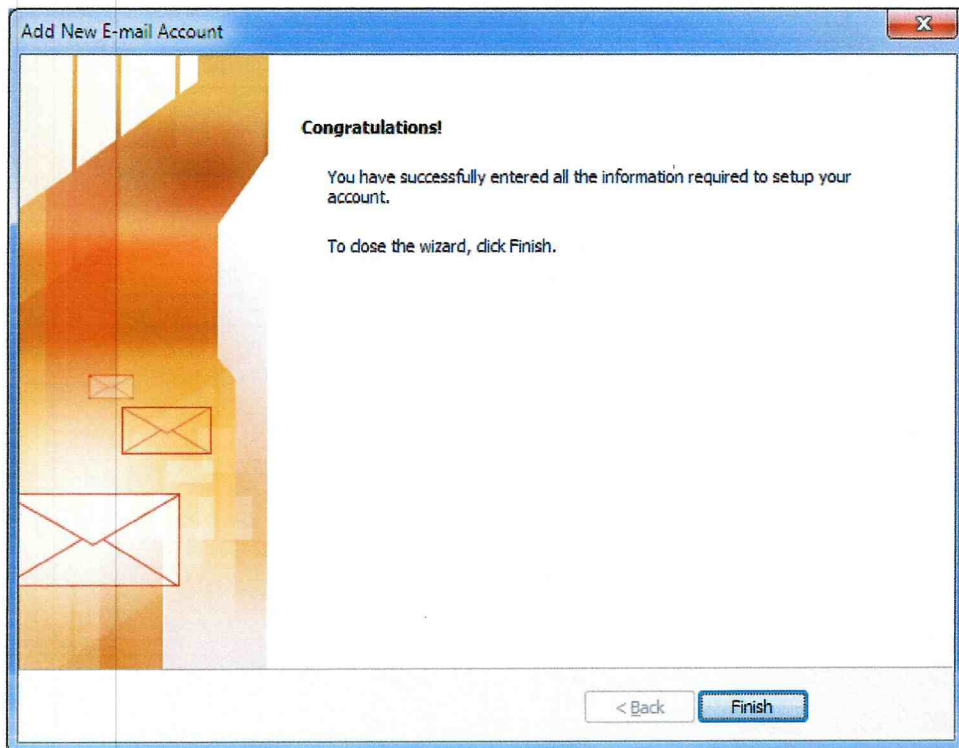 Add New E-mail Account
Congratulations!
You have successfully entered all the information required to setup your
account.
To close the wizard, click Finish.
< Back
Finish